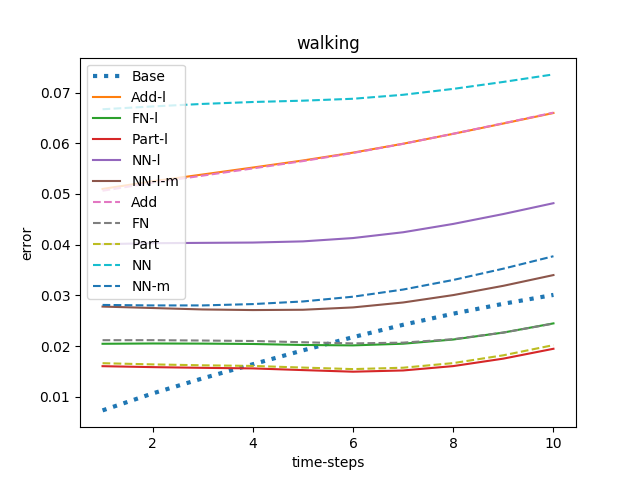 walking
Base
Add-l
FN-l
Part-l
NN-l
NN-l-m
Add
FN
Part
NN
NN-m
0.07
0.06
0.05
0.04
0.03
0.02
0.01
error
2 4 6 8 10
time-steps